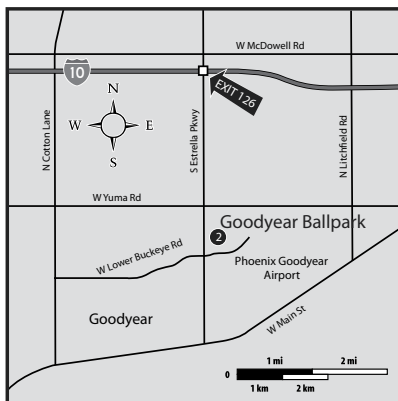 W McDowell Rd
10
EXIT 126
N
W E
S
N Cotton Lane
S Estrella Pkwy
N Litchfield Rd
W Yuma Rd
Goodyear Ballpark
2
W Lower Buckeye Rd
Phoenix Goodyear
Airport
Goodyear
W Main St
1 mi 2 mi
0
1 km 2 km